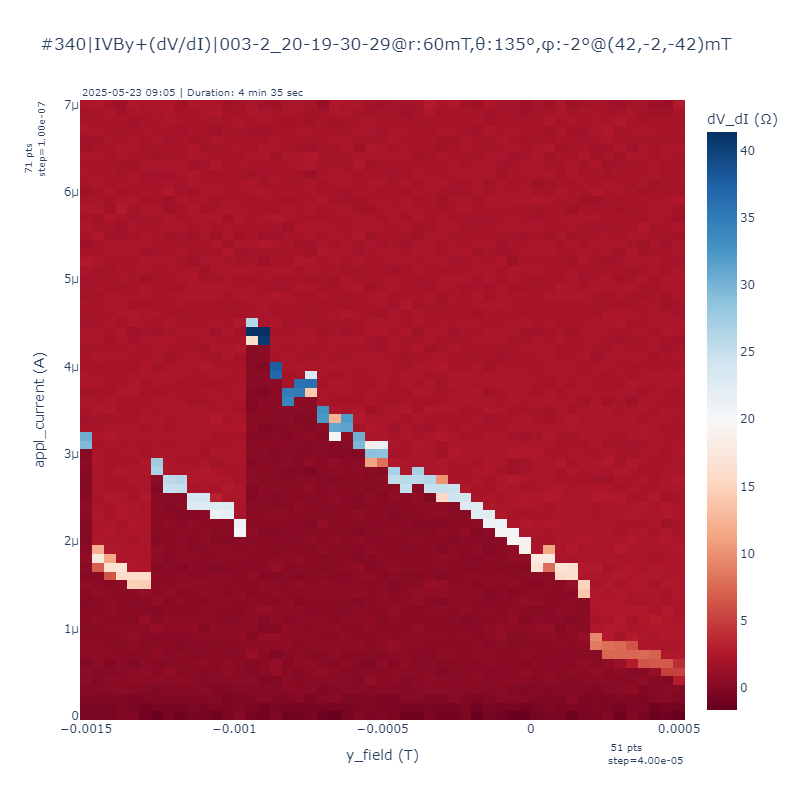 #340|IVBy+(dV/dI)|003-2_20-19-30-29@r:60mT,θ:135º,φ:-2º@(42,-2,-42)mT
2025-05-23 09:05 | Duration: 4 min 35 sec
71 pts
step=1.00e-07
7μ
6μ
5μ
4μ
3μ
2μ
1μ
0
appl_current (A)
−0.0015
−0.001
−0.0005
0
0.0005
y_field (T)
51 pts
step=4.00e-05
dV_dI (Ω)
40
35
30
25
20
15
10
5
0